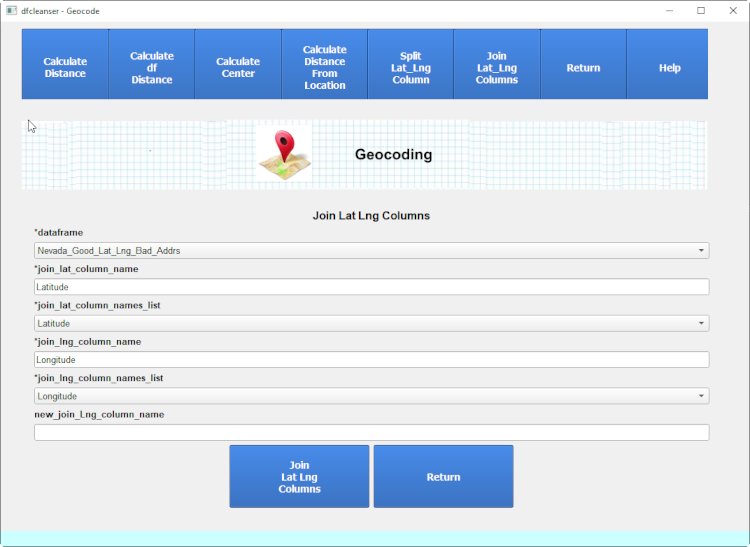 dfcleanser - Geocode
Calculate
Distance
Calculate
df
Distance
Calculate
Center
Calculate
Distance
From
Location
Split
Lat_Lng
Column
Join
Lat_Lng
Columns
Return
Help
Geocoding
Join Lat Lng Columns
*dataframe
Nevada_Good_Lat_Lng_Bad_Addrs
*join_lat_column_name
Latitude
*join_lat_column_names_list
Latitude
*join_lng_column_name
Longitude
*join_lng_column_names_list
Longitude
new_join_Lng_column_name
Join
Lat Lng
Columns
Return